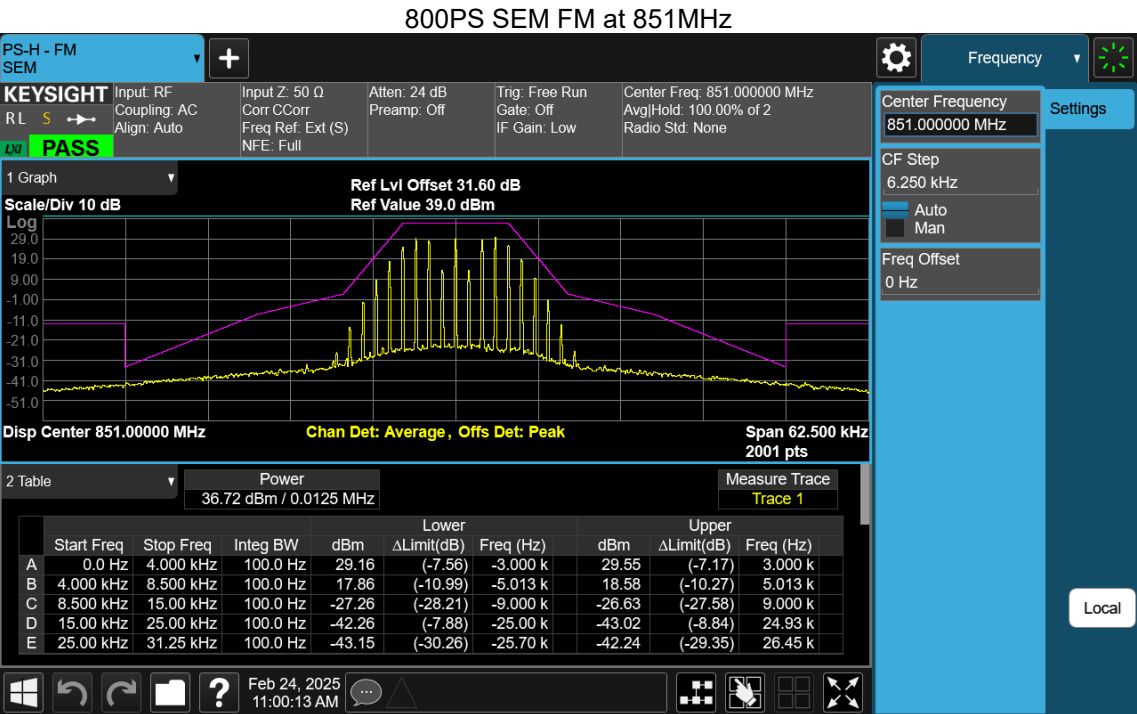 800PS SEM FM at 851MHz
PS-H - FM
SEM
Frequency
KEYSIGHT
R L S
LXI PASS
Input: RF
Coupling: AC
Align: Auto
Input Z: 50 Ω
Corr CCorr
Freq Ref: Ext (S)
NFE: Full
Atten: 24 dB
Preamp: Off
Trig: Free Run
Gate: Off
IF Gain: Low
Center Freq: 851.000000 MHz
Avg|Hold: 100.00% of 2
Radio Std: None
Center Frequency
851.000000 MHz
Settings
CF Step
6.250 kHz
Auto
Man
Freq Offset
0 Hz
1 Graph
Scale/Div 10 dB
Ref Lvl Offset 31.60 dB
Ref Value 39.0 dBm
Log
29.0
19.0
9.00
-1.00
-11.0
-21.0
-31.0
-41.0
-51.0
Disp Center 851.00000 MHz
Chan Det: Average, Offs Det: Peak
Span 62.500 kHz
2001 pts
2 Table
Power
36.72 dBm / 0.0125 MHz
Measure Trace
Trace 1
Lower Upper
Start Freq Stop Freq Integ BW dBm ΔLimit(dB) Freq (Hz) dBm ΔLimit(dB) Freq (Hz)
A 0.0 Hz 4.000 kHz 100.0 Hz 29.16 (-7.56) -3.000 k 29.55 (-7.17) 3.000 k
B 4.000 kHz 8.500 kHz 100.0 Hz 17.86 (-10.99) -5.013 k 18.58 (-10.27) 5.013 k
C 8.500 kHz 15.00 kHz 100.0 Hz -27.26 (-28.21) -9.000 k -26.63 (-27.58) 9.000 k
D 15.00 kHz 25.00 kHz 100.0 Hz -42.26 (-7.88) -25.00 k -43.02 (-8.84) 24.93 k
E 25.00 kHz 31.25 kHz 100.0 Hz -43.15 (-30.26) -25.70 k -42.24 (-29.35) 26.45 k
Local
Feb 24, 2025
11:00:13 AM